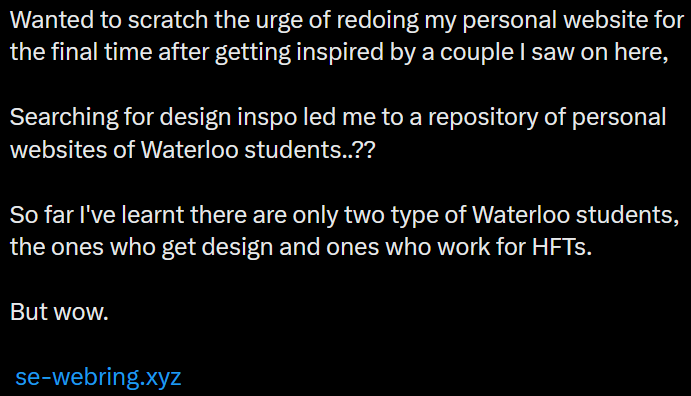 Wanted to scratch the urge of redoing my personal website for
the final time after getting inspired by a couple I saw on here,
Searching for design inspo led me to a repository of personal
websites of Waterloo students..??
So far I've learnt there are only two type of Waterloo students,
the ones who get design and ones who work for HFTs.
But wow.
se-webring.xyz